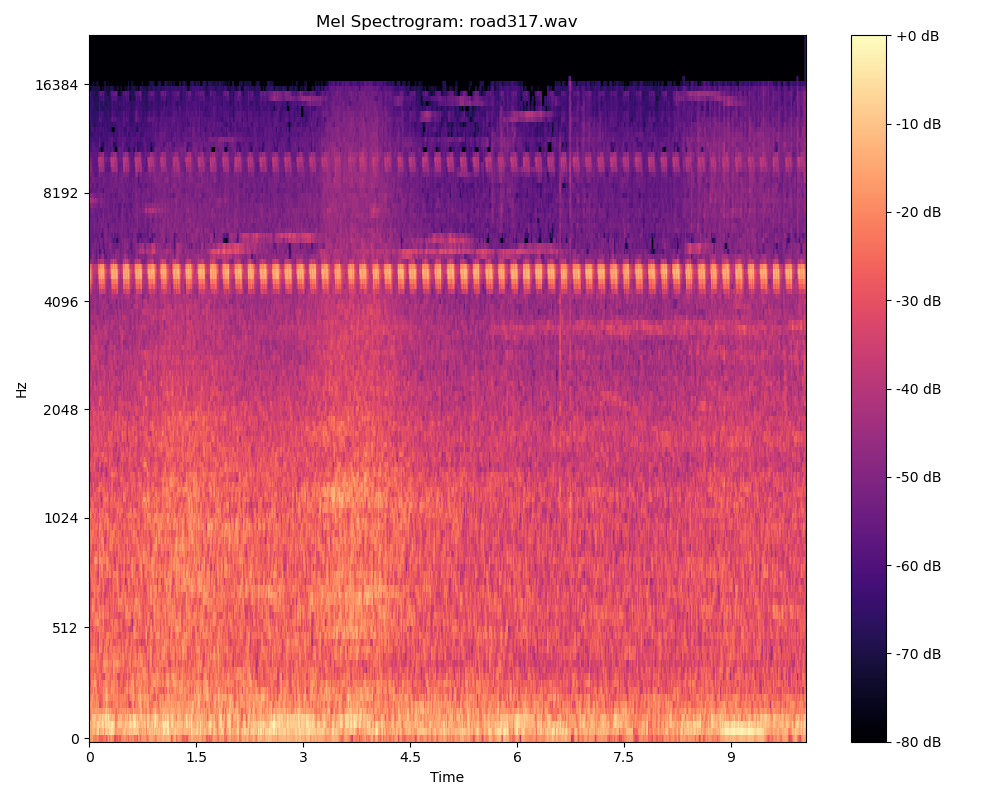 Mel Spectrogram: road317.wav
Hz
16384
8192
4096
2048
1024
512
0
0 1.5 3 4.5 6 7.5 9
Time
+0 dB
-10 dB
-20 dB
-30 dB
-40 dB
-50 dB
-60 dB
-70 dB
-80 dB